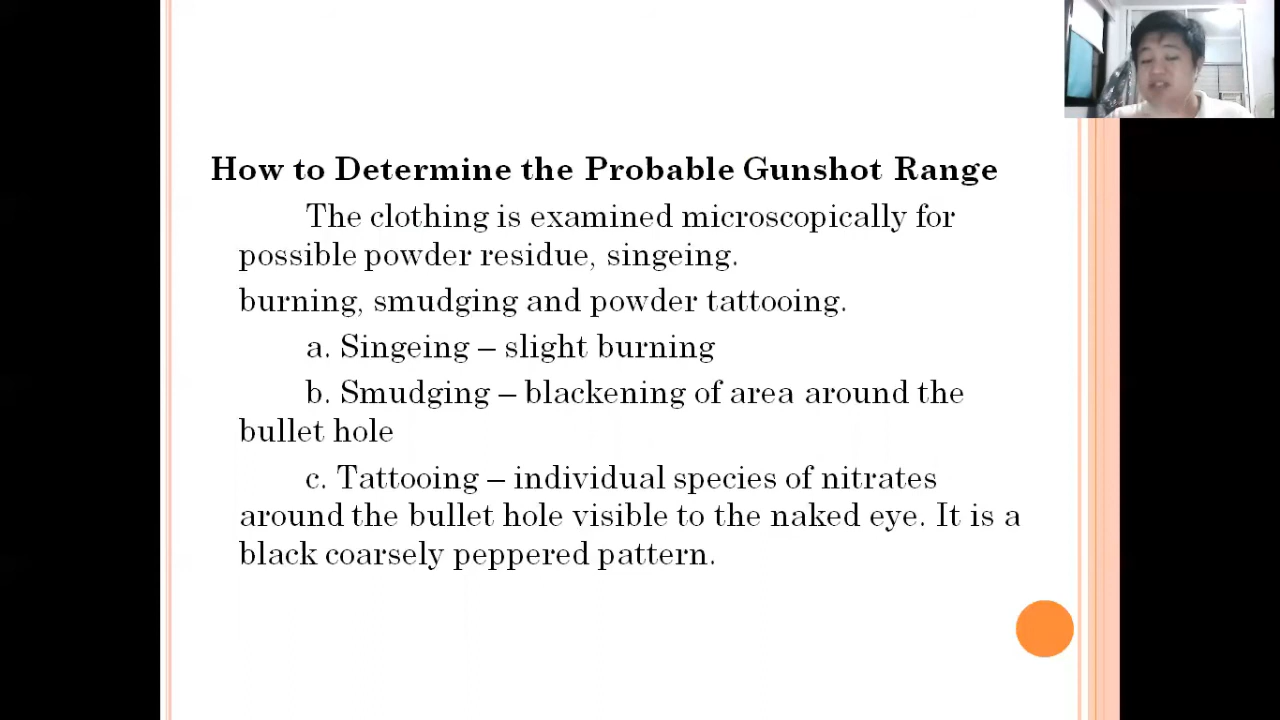 How to Determine the Probable Gunshot Range
The clothing is examined microscopically for
possible powder residue, singeing.
burning, smudging and powder tattooing.
a. Singeing – slight burning
b. Smudging – blackening of area around the
bullet hole
c. Tattooing – individual species of nitrates
around the bullet hole visible to the naked eye. It is a
black coarsely peppered pattern.